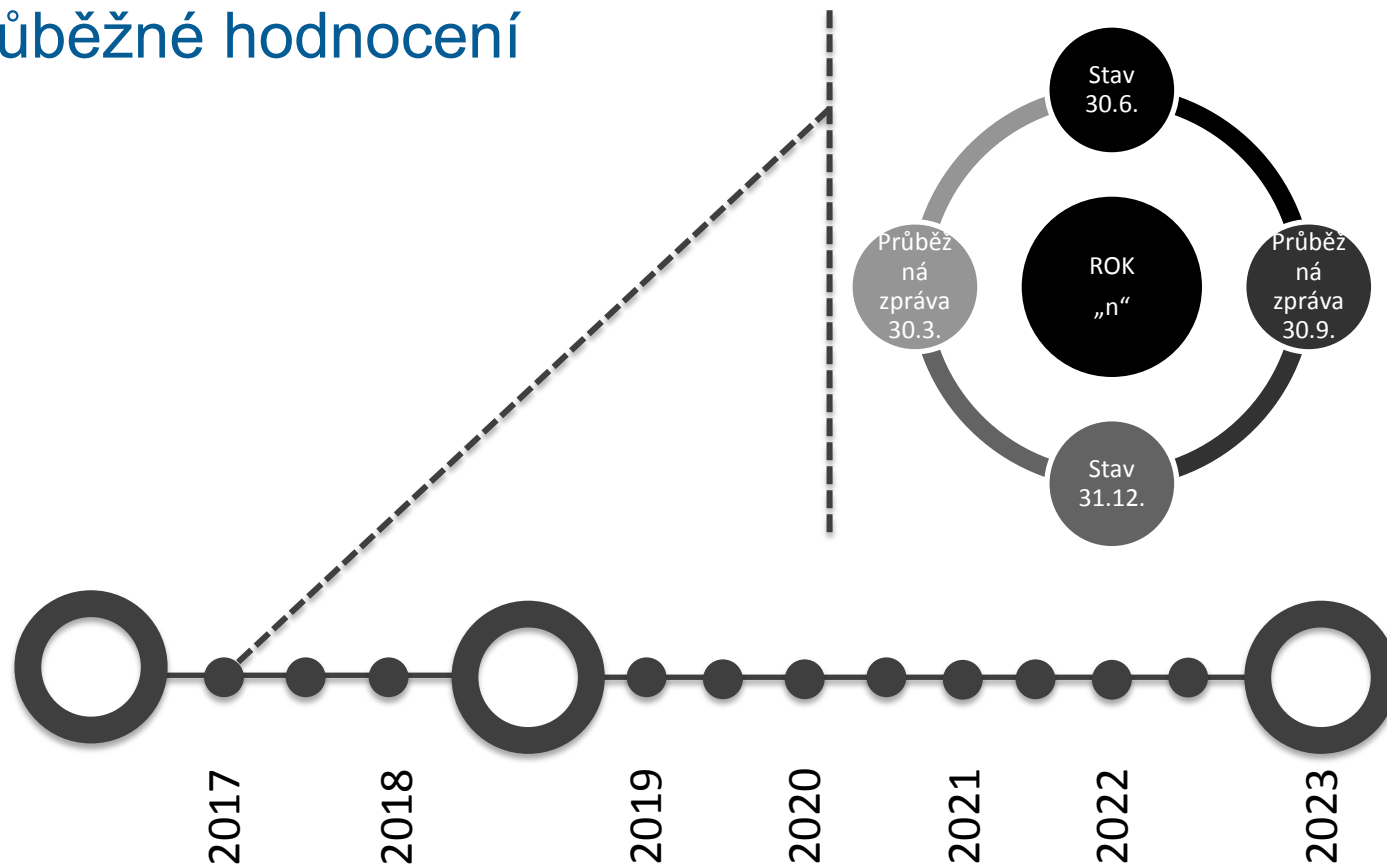 ůběžné hodnocení
Stav
30.6.
Průběž
ná
zpráva
30.3.
ROK
„n“
Průběž
ná
zpráva
30.9.
Stav
31.12.
2017
2018
2019
2020
2021
2022
2023